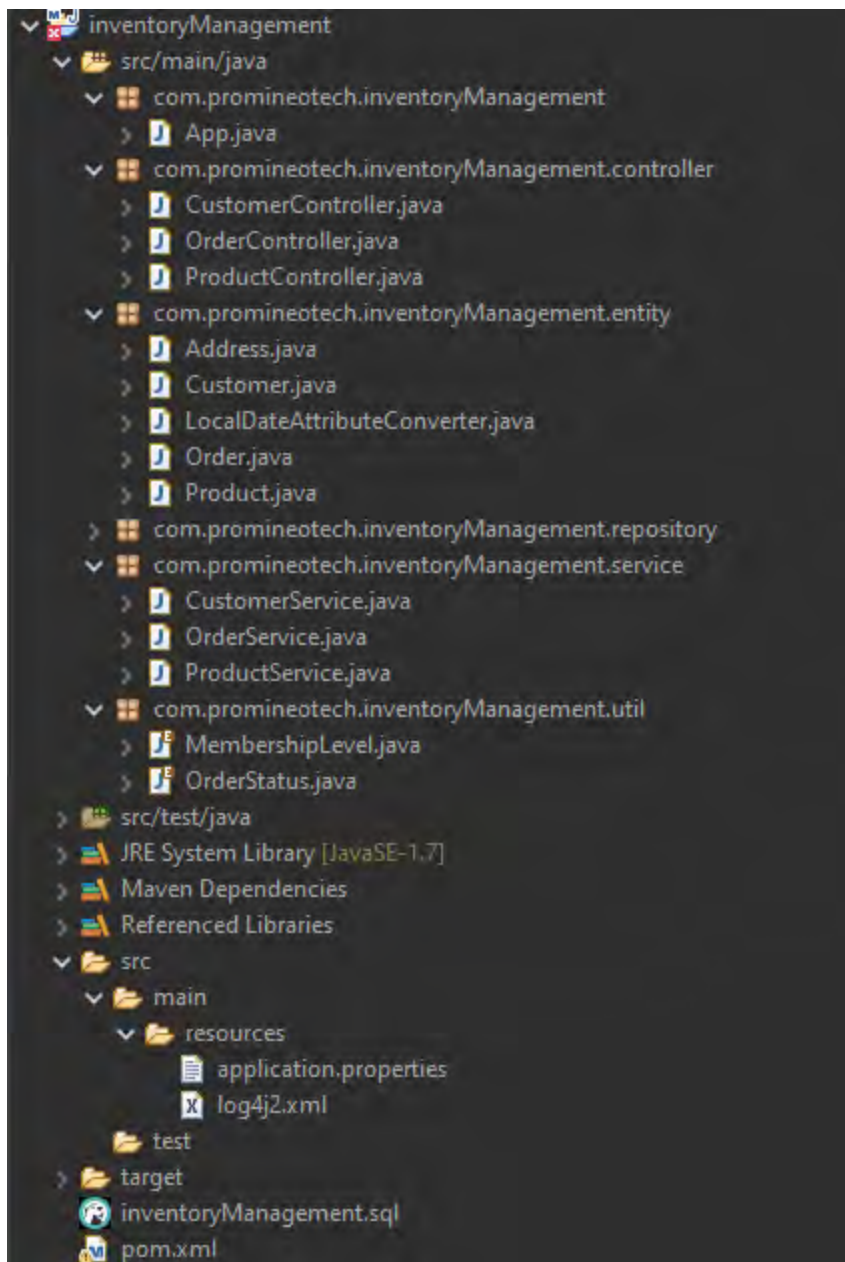 inventoryManagement
src/main/java
com.promineotech.inventoryManagement
App.java
com.promineotech.inventoryManagement.controller
CustomerController.java
OrderController.java
ProductController.java
com.promineotech.inventoryManagement.entity
Address.java
Customer.java
LocalDateAttributeConverter.java
Order.java
Product.java
com.promineotech.inventoryManagement.repository
com.promineotech.inventoryManagement.service
CustomerService.java
OrderService.java
ProductService.java
com.promineotech.inventoryManagement.util
MembershipLevel.java
OrderStatus.java
src/test/java
JRE System Library [JavaSE-1.7]
Maven Dependencies
Referenced Libraries
src
main
resources
application.properties
log4j2.xml
test
target
inventoryManagement.sql
pom.xml